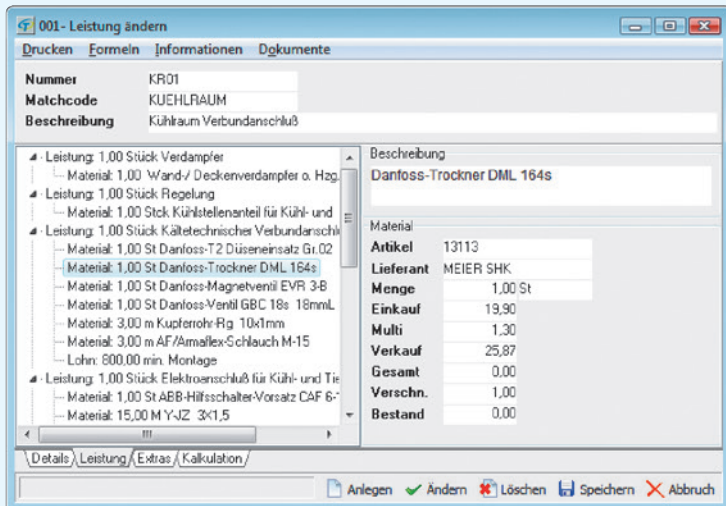 001- Leistung ändern
Drucken Formeln Informationen Dokumente
Nummer KR01
Matchcode KUEHLRAUM
Beschreibung Kühlraum Verbundanschluß
Leistung: 1,00 Stück Verdampfer
Material: 1,00 Wand-/ Deckenverdampfer o. Hzg.
Leistung: 1,00 Stück Regelung
Material: 1,00 Stck Kühlstellenanteil für Kühl- und
Leistung: 1,00 Stück Kältetechnischer Verbundanschlu
Material: 1,00 St Danfoss-T2 Düseneinsatz Gr.02
Material: 1,00 St Danfoss-Trockner DML 164s
Material: 1,00 St Danfoss-Magnetventil EVR 3-B
Material: 1,00 St Danfoss-Ventil GBC 18s 18mmL
Material: 3,00 m Kupferrohr-Rg 10x1mm
Material: 3,00 m AF/Armaflex-Schlauch M-15
Lohn: 800,00 min. Montage
Leistung: 1,00 Stück Elektroanschluß für Kühl- und Tie
Material: 1,00 St ABB-Hilfsschalter-Vorsatz CAF 6-
Material: 15,00 M Y-JZ 3X1,5
Beschreibung
Danfoss-Trockner DML 164s
Material
Artikel 13113
Lieferant MEIER SHK
Menge 1,00 St
Einkauf 19,90
Multi 1,30
Verkauf 25,87
Gesamt 0,00
Verschn. 1,00
Bestand 0,00
Details Leistung Extras Kalkulation
Anlegen Ändern Löschen Speichern Abbruch